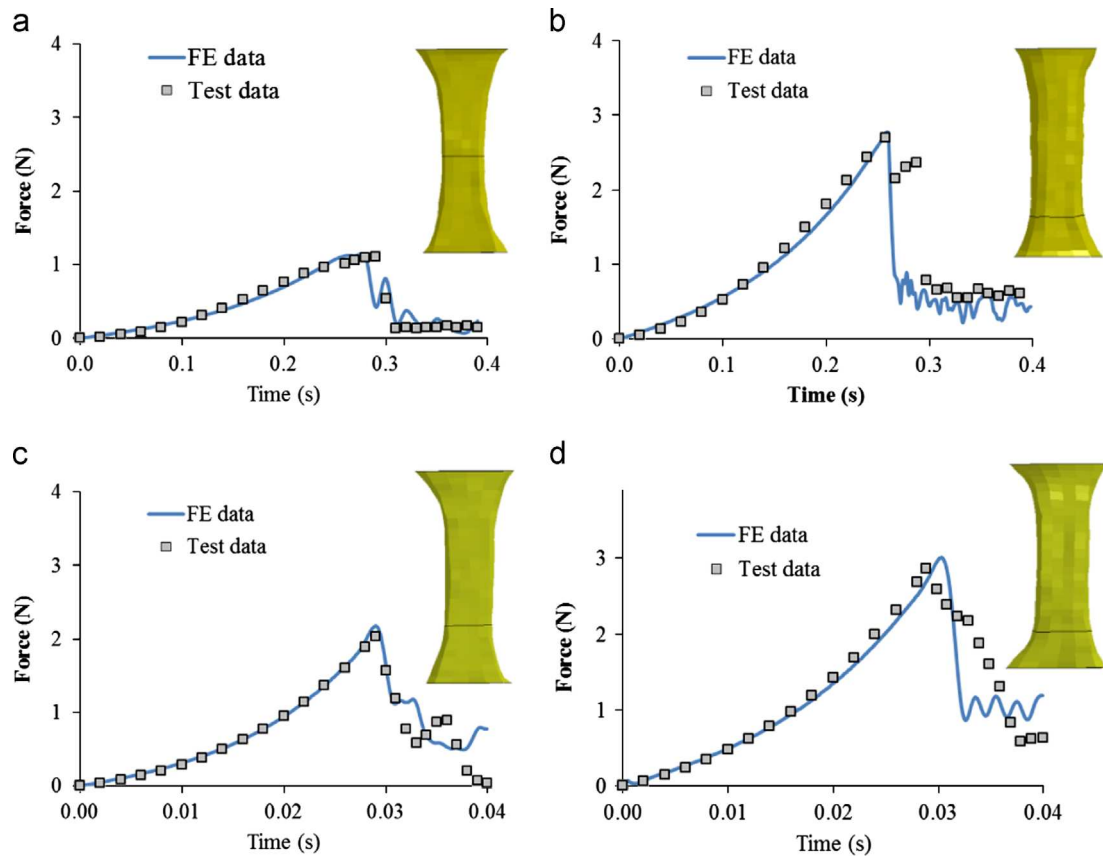 a
4
3
2
1
0
Force (N)
FE data
Test data
0.0 0.1 0.2 0.3 0.4
Time (s)
b
4
3
2
1
0
Force (N)
FE data
Test data
0.0 0.1 0.2 0.3 0.4
Time (s)
c
4
3
2
1
0
Force (N)
FE data
Test data
0.00 0.01 0.02 0.03 0.04
Time (s)
d
3
2
1
0
Force (N)
FE data
Test data
0.00 0.01 0.02 0.03 0.04
Time (s)